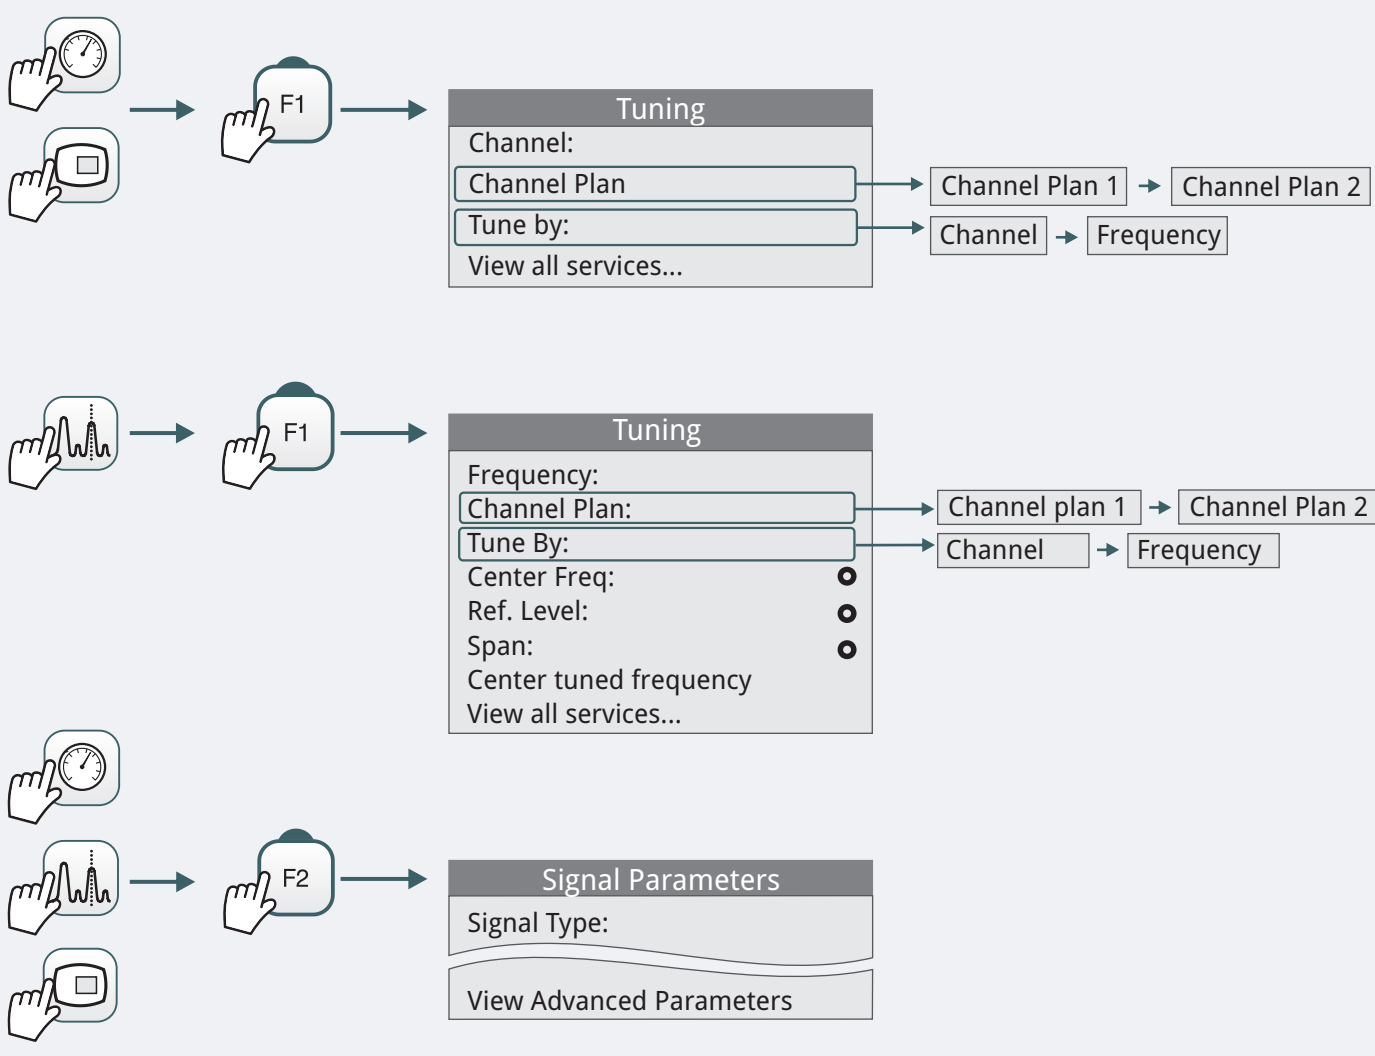 F1
Tuning
Channel:
Channel Plan
Channel Plan 1
Channel Plan 2
Tune by:
Channel
Frequency
View all services...
F1
Tuning
Frequency:
Channel Plan:
Channel plan 1
Channel Plan 2
Tune By:
Channel
Frequency
Center Freq:
Ref. Level:
Span:
Center tuned frequency
View all services...
F2
Signal Parameters
Signal Type:
View Advanced Parameters